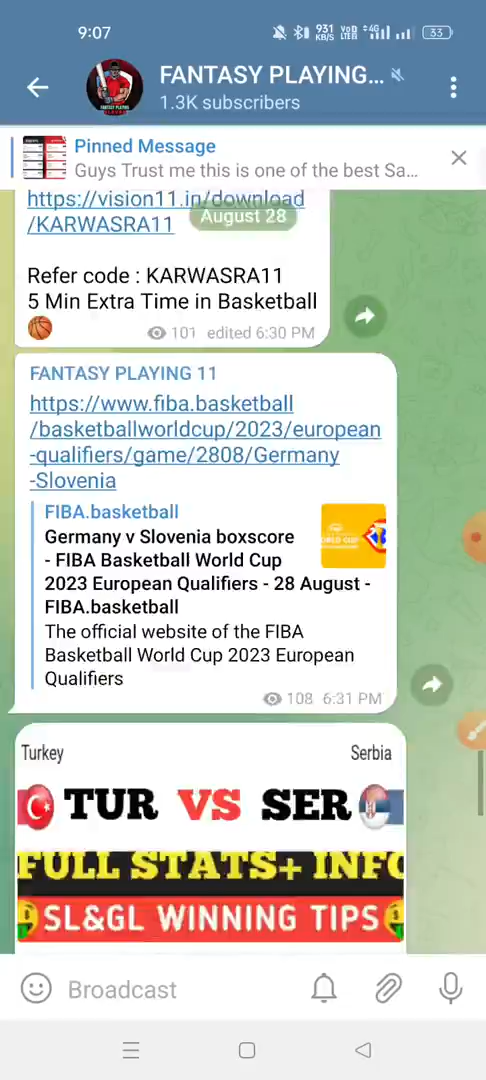 9:07
931 KB/S VoD LTE 4G 33
FANTASY PLAYING...
1.3K subscribers
Pinned Message
Guys Trust me this is one of the best Sa...
https://vision11.in/download
/KARWASRA11
August 28
Refer code : KARWASRA11
5 Min Extra Time in Basketball
🏀
101 edited 6:30 PM
FANTASY PLAYING 11
https://www.fiba.basketball
/basketballworldcup/2023/european
-qualifiers/game/2808/Germany
-Slovenia
FIBA.basketball
Germany v Slovenia boxscore
- FIBA Basketball World Cup
2023 European Qualifiers - 28 August -
FIBA.basketball
The official website of the FIBA
Basketball World Cup 2023 European
Qualifiers
108 6:31 PM
Turkey Serbia
TUR VS SER
FULL STATS+ INFO
SL&GL WINNING TIPS
Broadcast